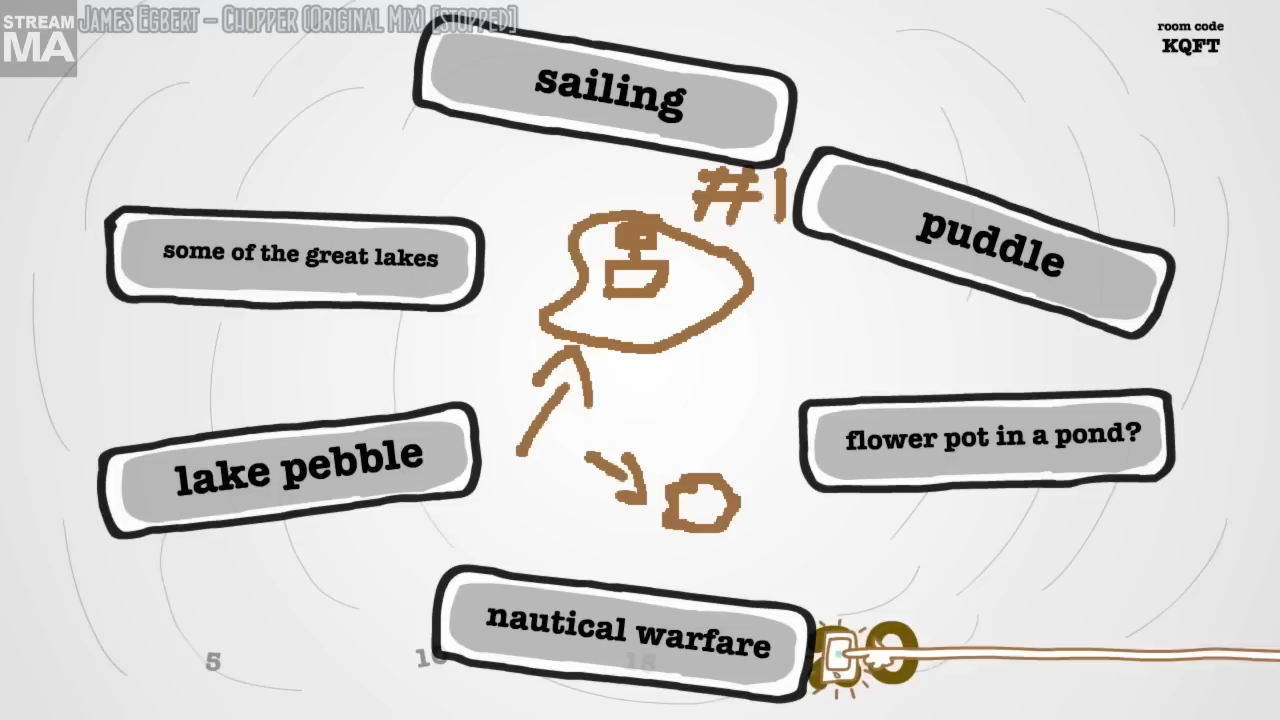 STREAM
MA
JAMES EGBERT – CHOPPER (ORIGINAL MIX) [STOPPED]
room code
KQFT
sailing
#1
puddle
some of the great lakes
flower pot in a pond?
lake pebble
nautical warfare
5
18